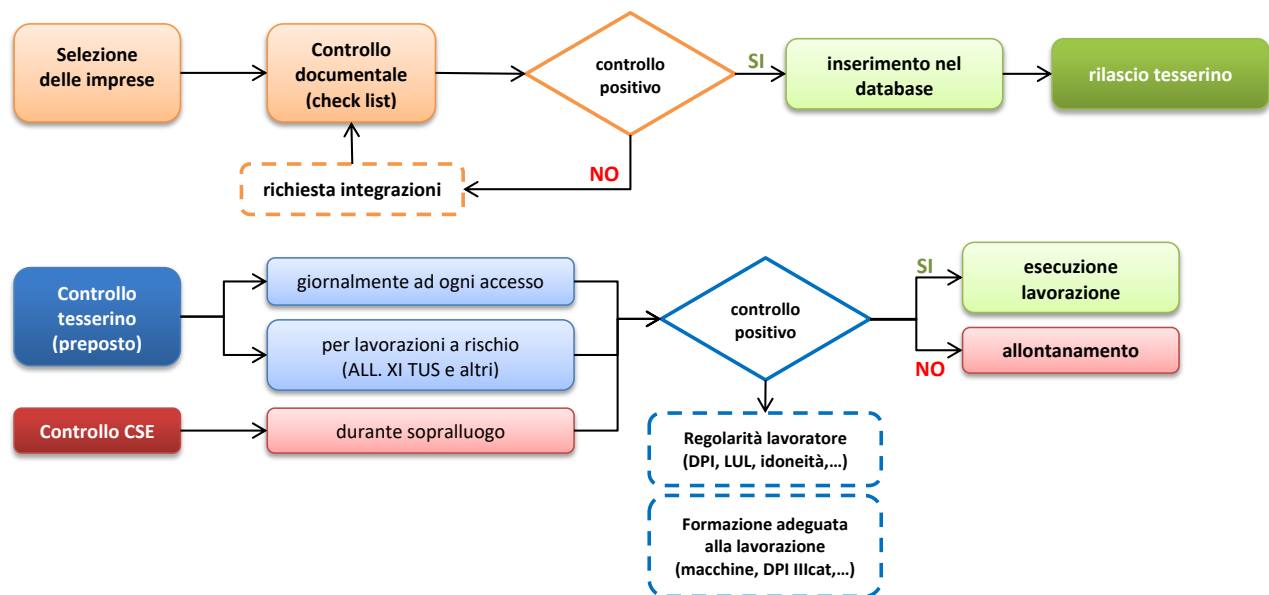 Selezione
delle imprese
Controllo
documentale
(check list)
controllo
positivo
SI
inserimento nel
database
rilascio tesserino
NO
richiesta integrazioni
Controllo
tesserino
(preposto)
giornalmente ad ogni accesso
per lavorazioni a rischio
(ALL. XI TUS e altri)
controllo
positivo
SI
esecuzione
lavorazione
NO
allontanamento
Controllo CSE
durante sopralluogo
Regolarità lavoratore
(DPI, LUL, idoneità,...)
Formazione adeguata
alla lavorazione
(macchine, DPI IIIcat,...)